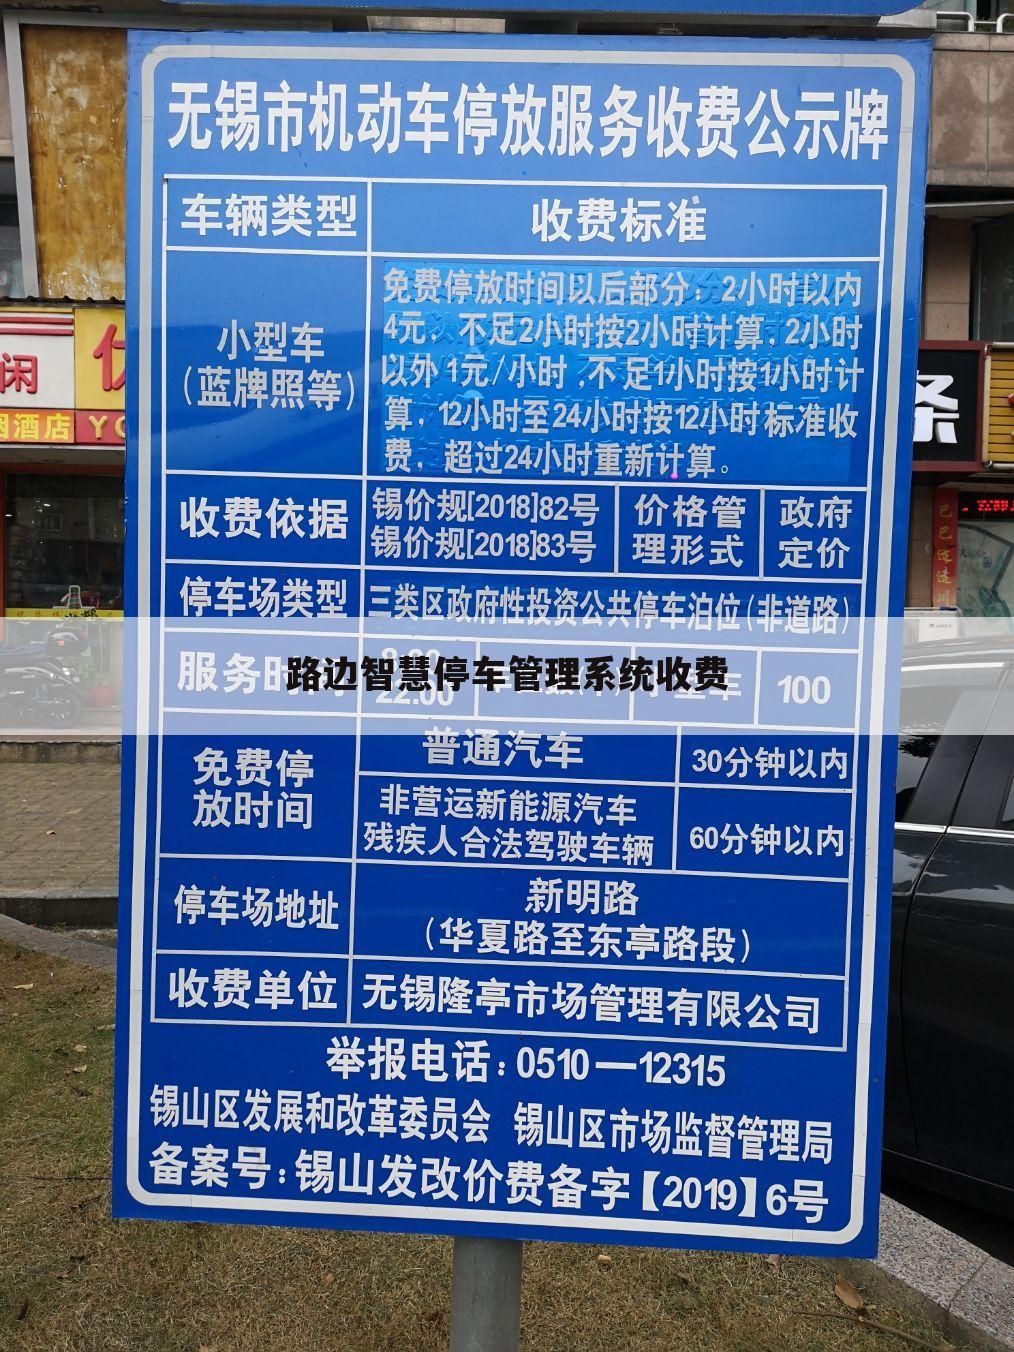 无锡市机动车停放服务收费公示牌
车辆类型
收费标准
小型车
(蓝牌照等)
免费停放时间以后部分：2小时以内
4元，不足2小时按2小时计算,2小时
以外1元/小时,不足1小时按1小时计
算，12小时至24小时按12小时标准收
费，超过24小时重新计算。
收费依据
锡价规[2018]82号
锡价规[2018]83号
价格管
理形式
政府
定价
停车场类型
三类区政府性投资公共停车泊位(非道路)
服务时
22:00
车
100
路边智慧停车管理系统收费
免费停
放时间
普通汽车
30分钟以内
非营运新能源汽车
残疾人合法驾驶车辆
60分钟以内
停车场地址
新明路
(华夏路至东亭路段)
收费单位
无锡隆亭市场管理有限公司
举报电话:0510—12315
锡山区发展和改革委员会 锡山区市场监督管理局
备案号:锡山发改价费备字【2019】6号
闲
烟酒店 YO
条